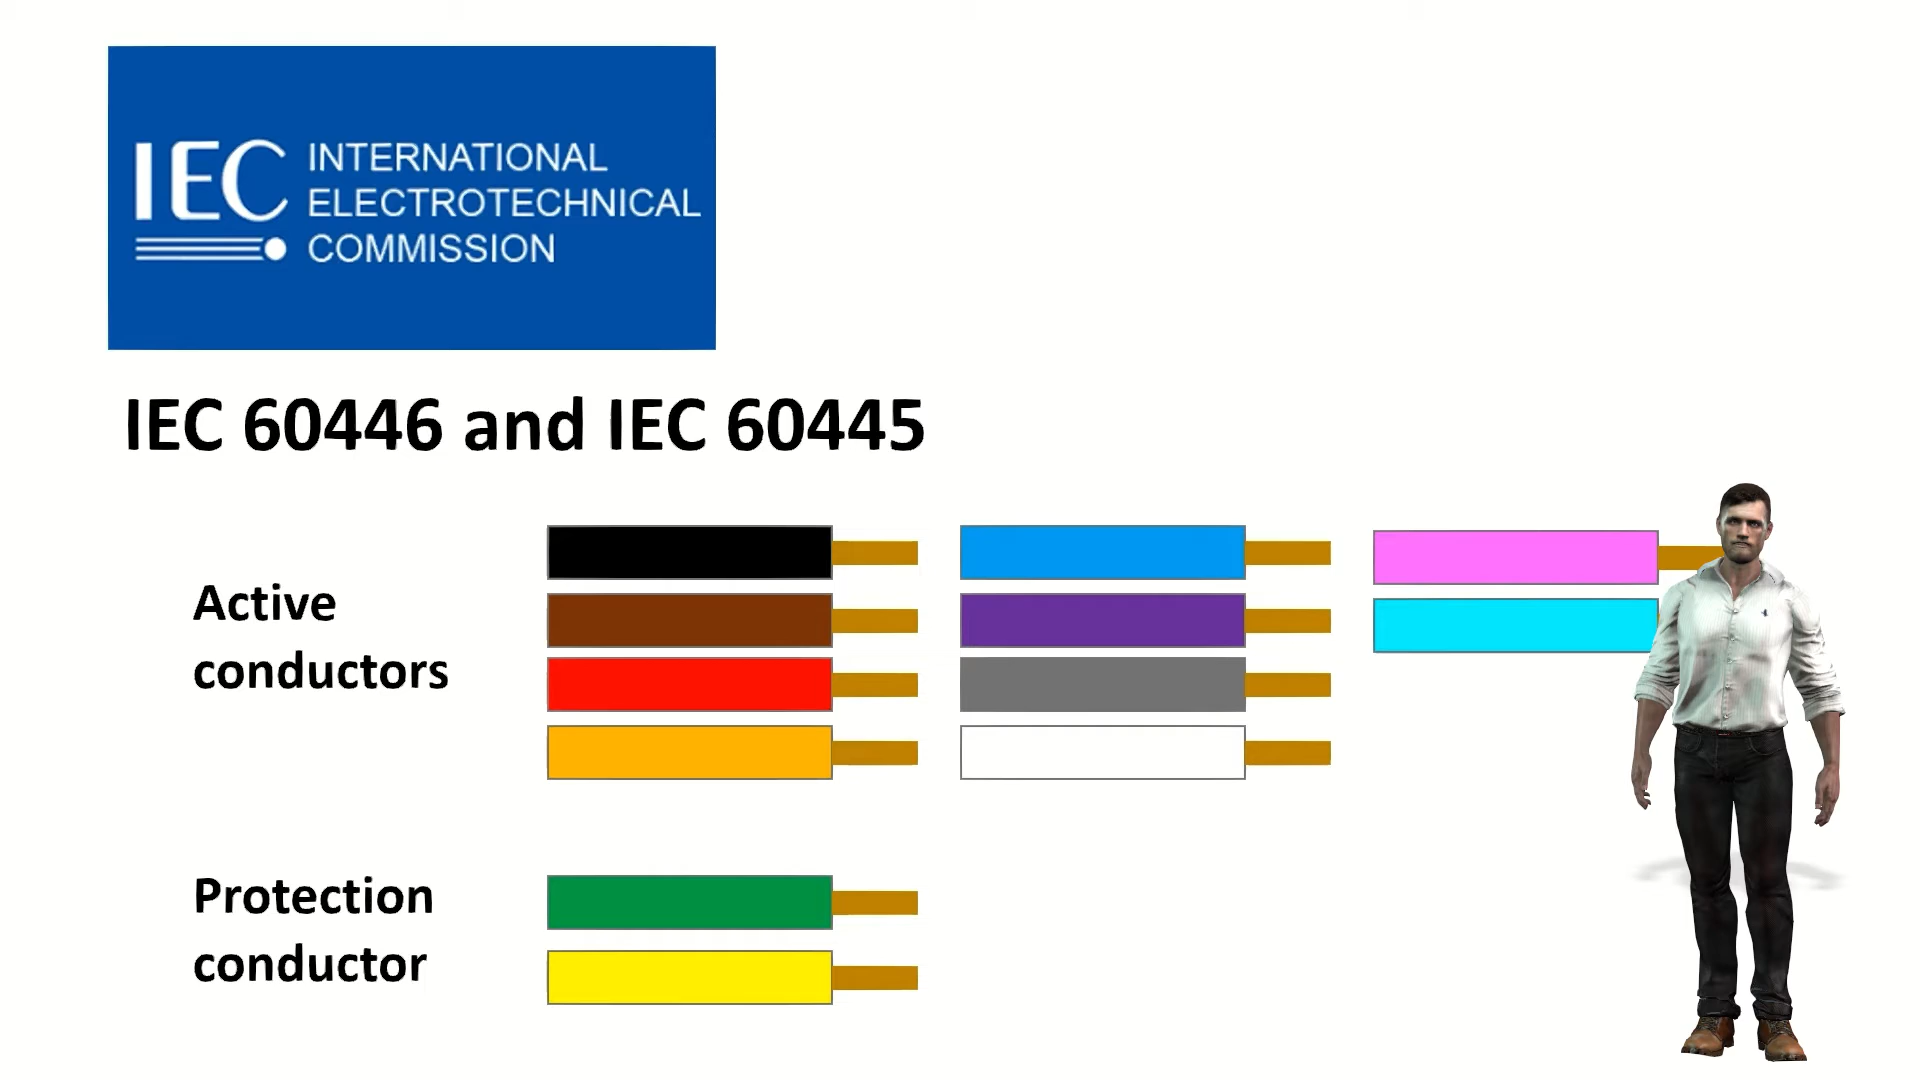 IEC INTERNATIONAL
ELECTROTECHNICAL
COMMISSION
IEC 60446 and IEC 60445
Active
conductors
Protection
conductor